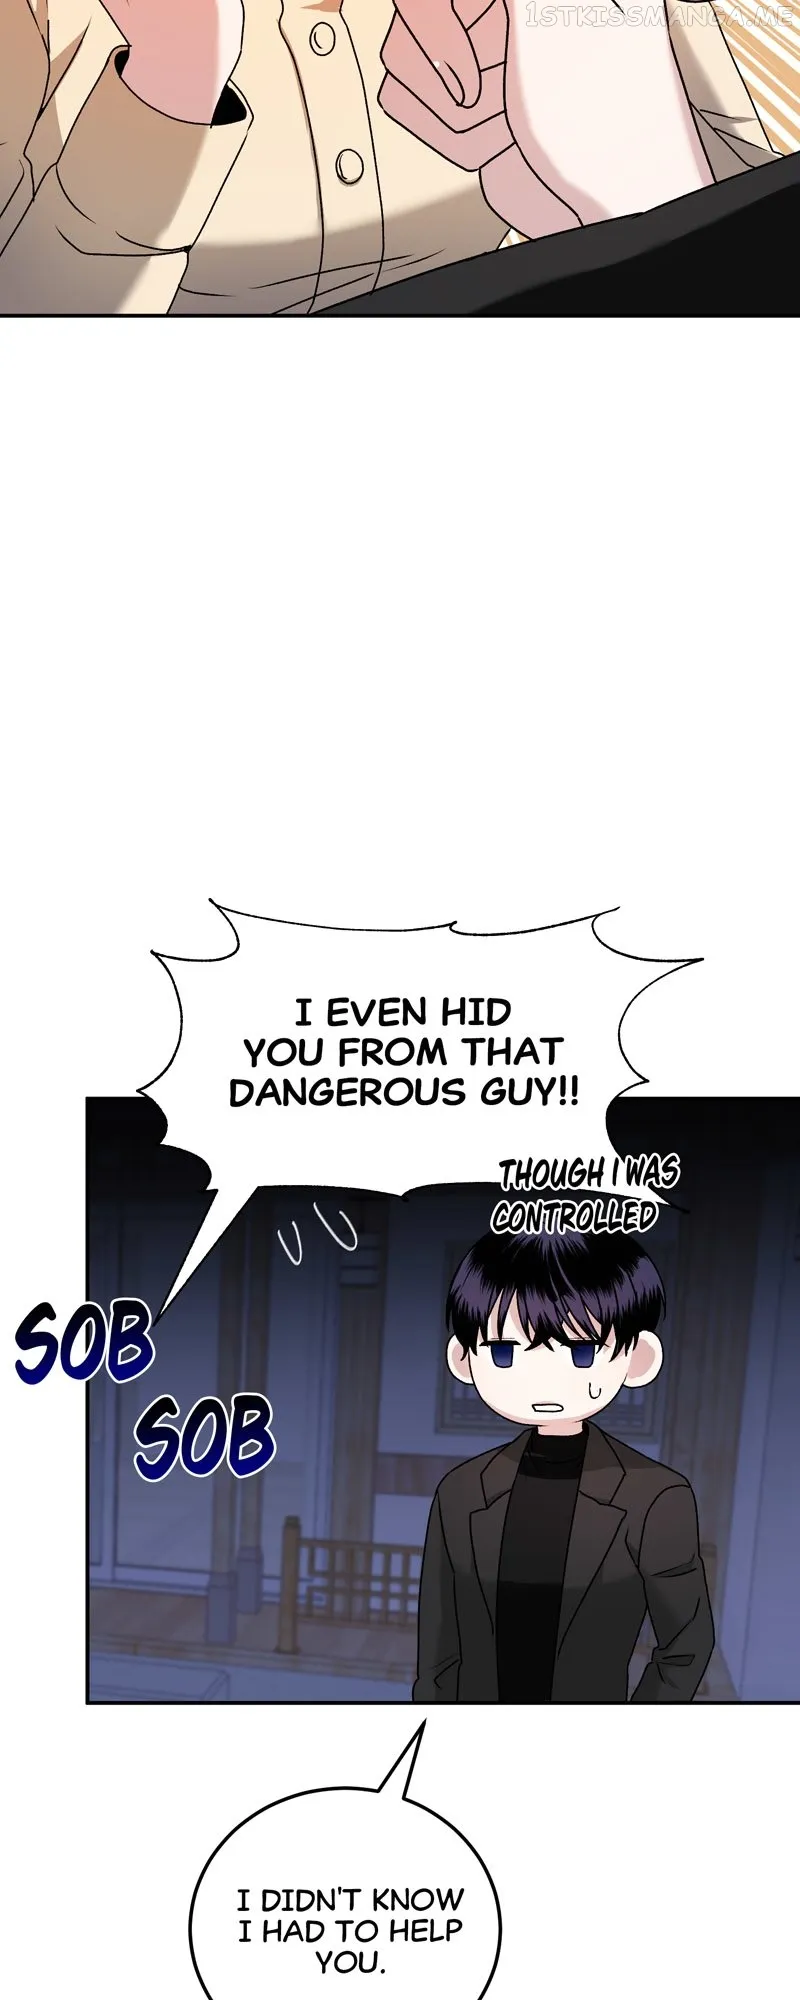 1STKISSMANGA.ME
I EVEN HID
YOU FROM THAT
DANGEROUS GUY!!
THOUGH I WAS
CONTROLLED
SOB
SOB
I DIDN'T KNOW
I HAD TO HELP
YOU.